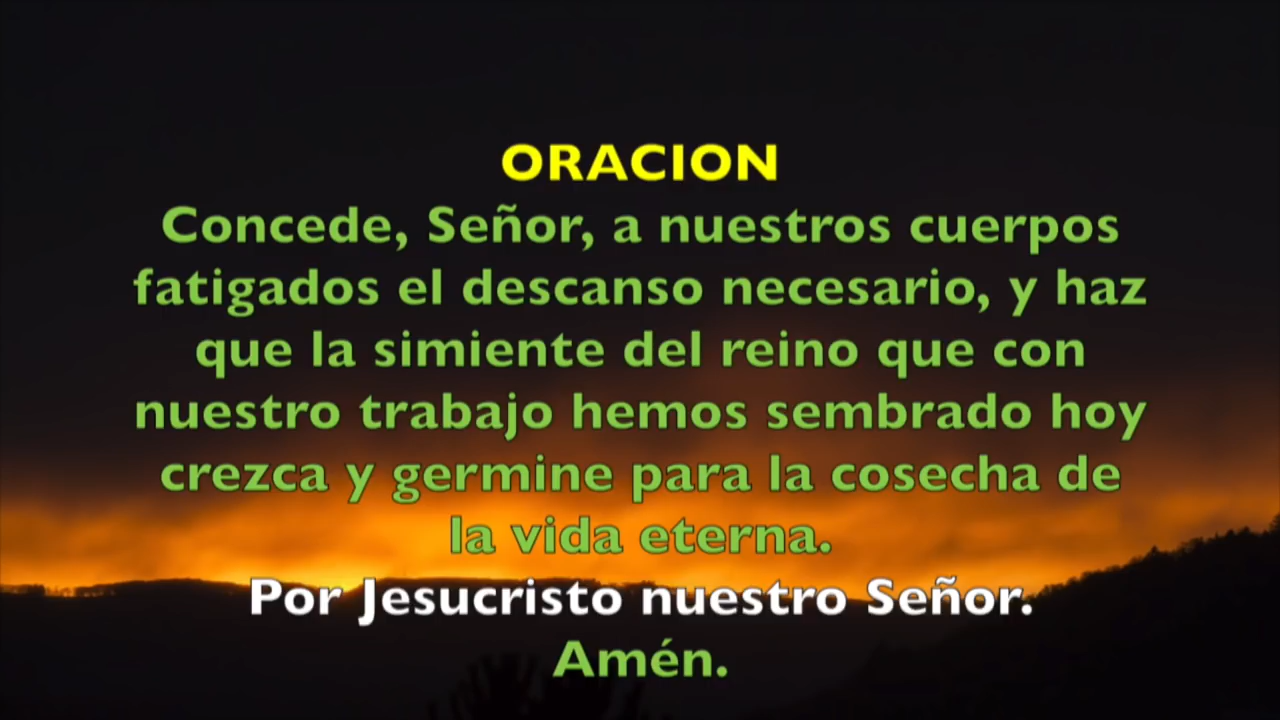 ORACION
Concede, Señor, a nuestros cuerpos
fatigados el descanso necesario, y haz
que la simiente del reino que con
nuestro trabajo hemos sembrado hoy
crezca y germine para la cosecha de
la vida eterna.
Por Jesucristo nuestro Señor.
Amén.